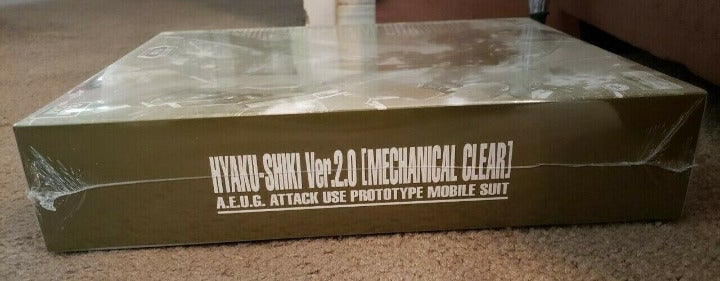 HYAKU-SHIKI Ver.2.0 [MECHANICAL CLEAR]
A.E.U.G. ATTACK USE PROTOTYPE MOBILE SUIT